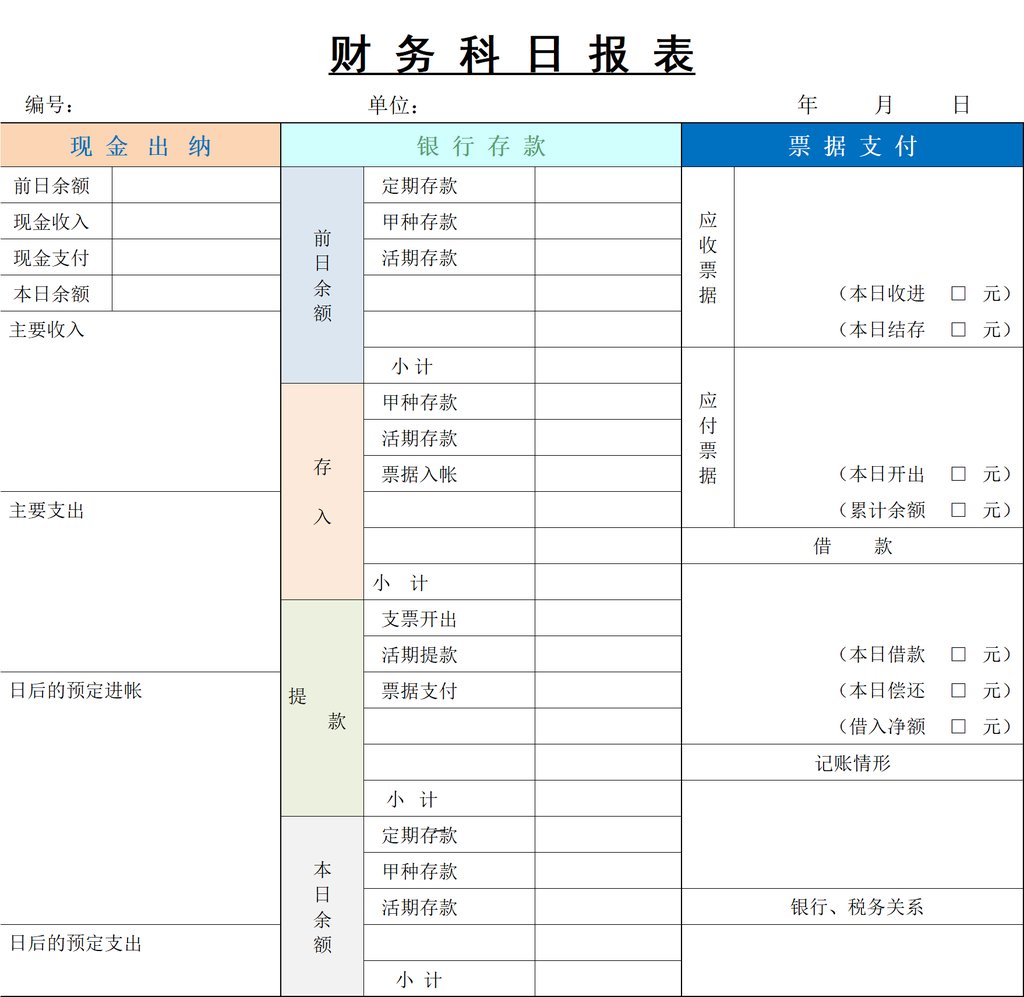 财务科日报表
编号： 单位： 年 月 日
现金出纳 银行存款 票据支付
前日余额
现金收入
现金支付
本日余额
主要收入
主要支出
日后的预定进帐
日后的预定支出
前日余额
定期存款
甲种存款
活期存款
小计
存入
甲种存款
活期存款
票据入帐
小计
提款
支票开出
活期提款
票据支付
小计
本日余额
定期存款
甲种存款
活期存款
小计
应收票据
（本日收进 □ 元）
（本日结存 □ 元）
应付票据
（本日开出 □ 元）
（累计余额 □ 元）
借款
（本日借款 □ 元）
（本日偿还 □ 元）
（借入净额 □ 元）
记账情形
银行、税务关系